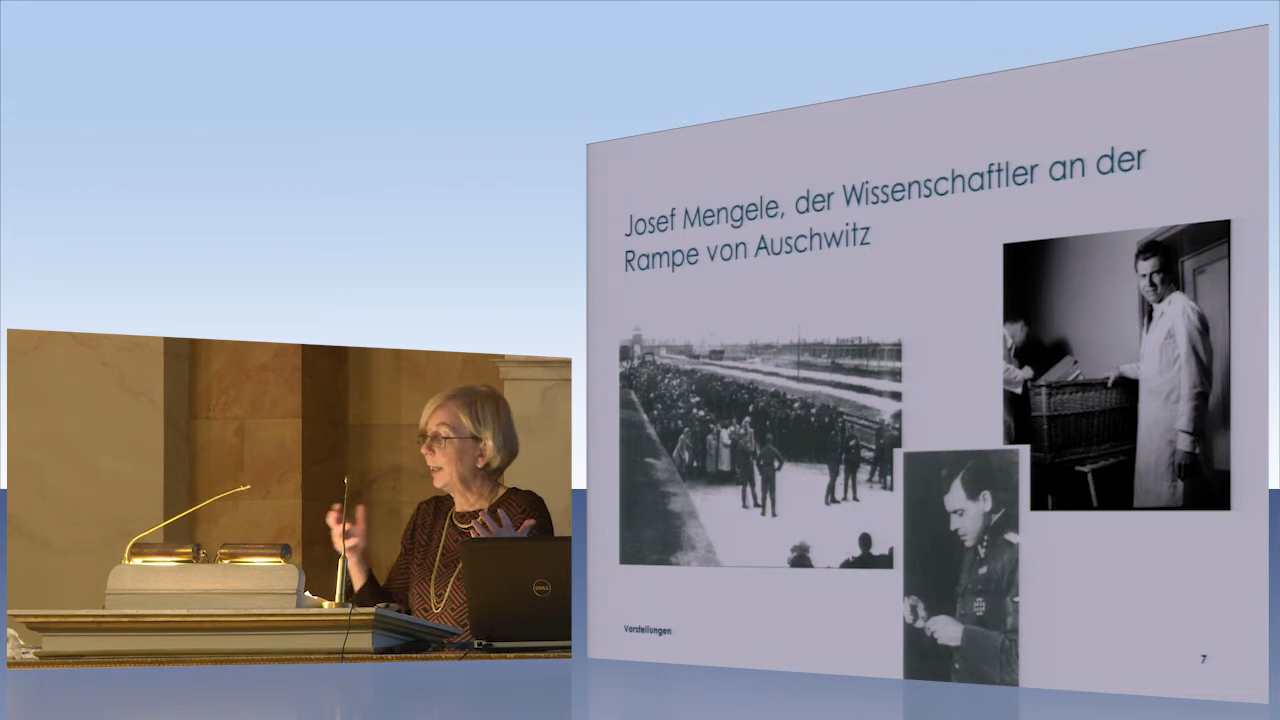 Josef Mengele, der Wissenschaftler an der
Rampe von Auschwitz
Vorstellungen
7
DELL